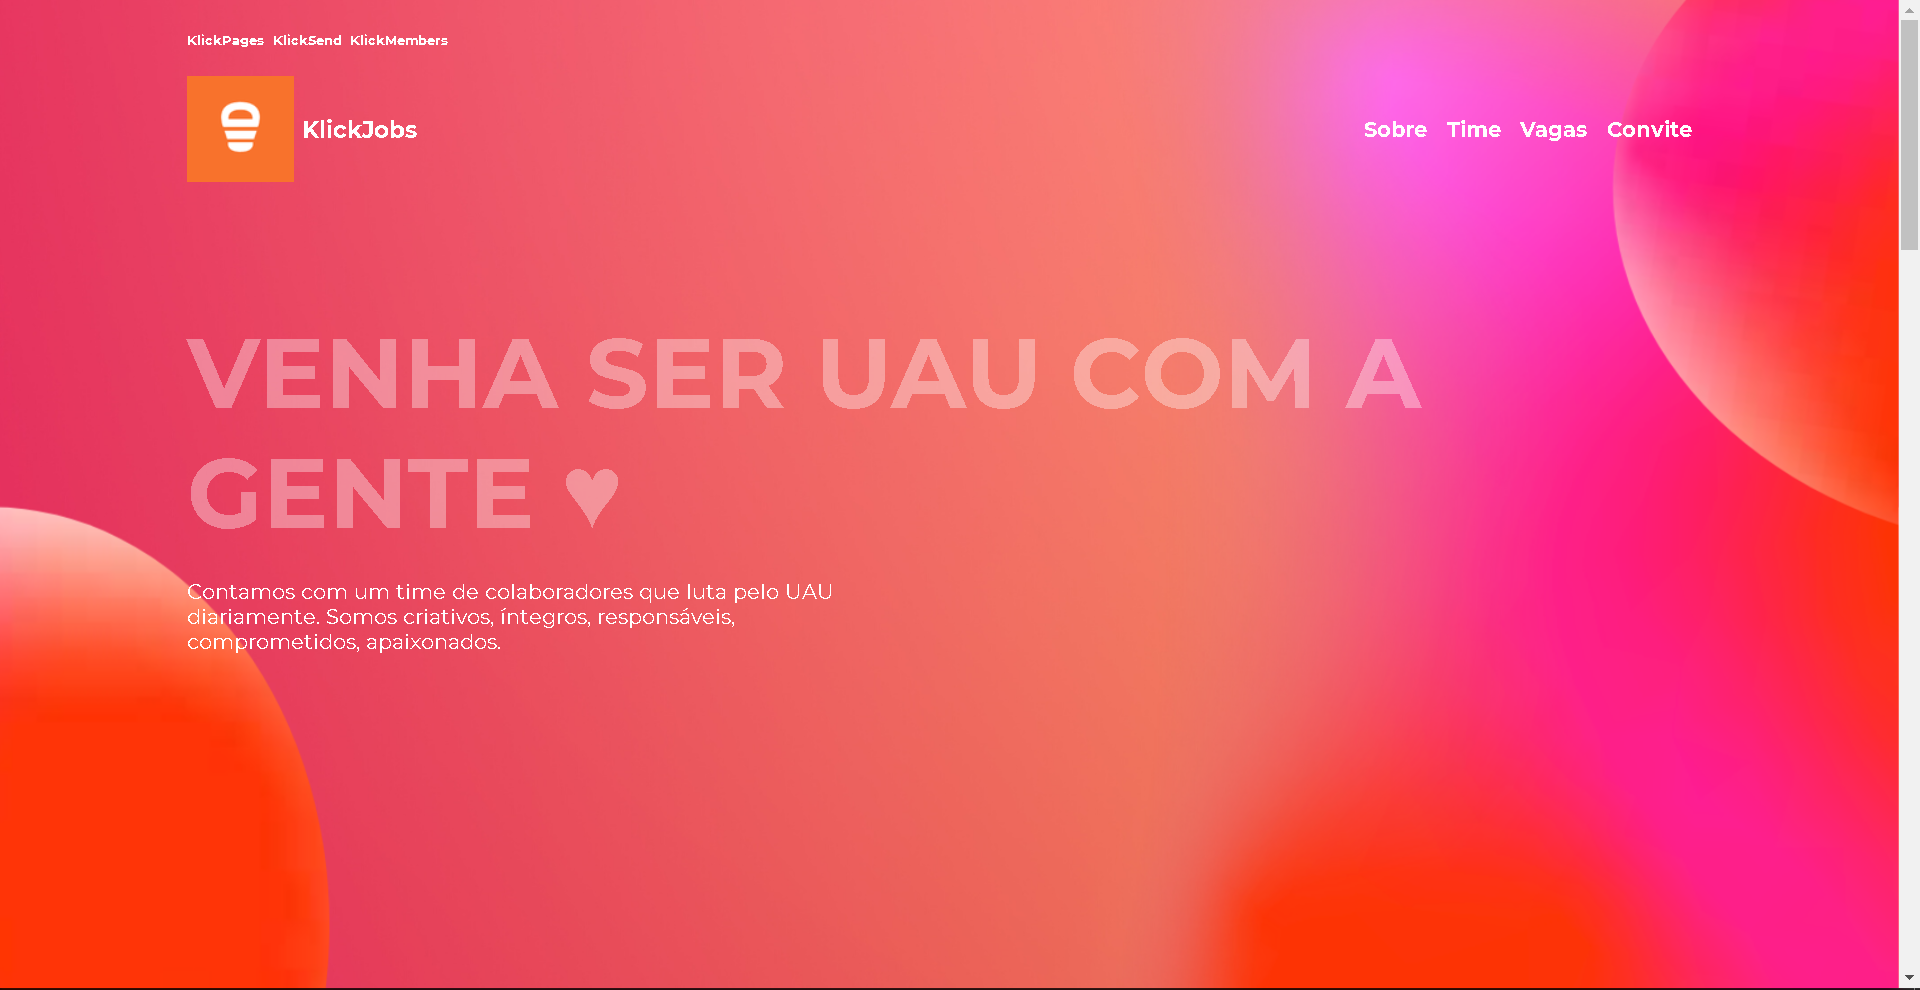 KlickPages KlickSend KlickMembers
KlickJobs
Sobre Time Vagas Convite
VENHA SER UAU COM A
GENTE ♥
Contamos com um time de colaboradores que luta pelo UAU
diariamente. Somos criativos, íntegros, responsáveis,
comprometidos, apaixonados.